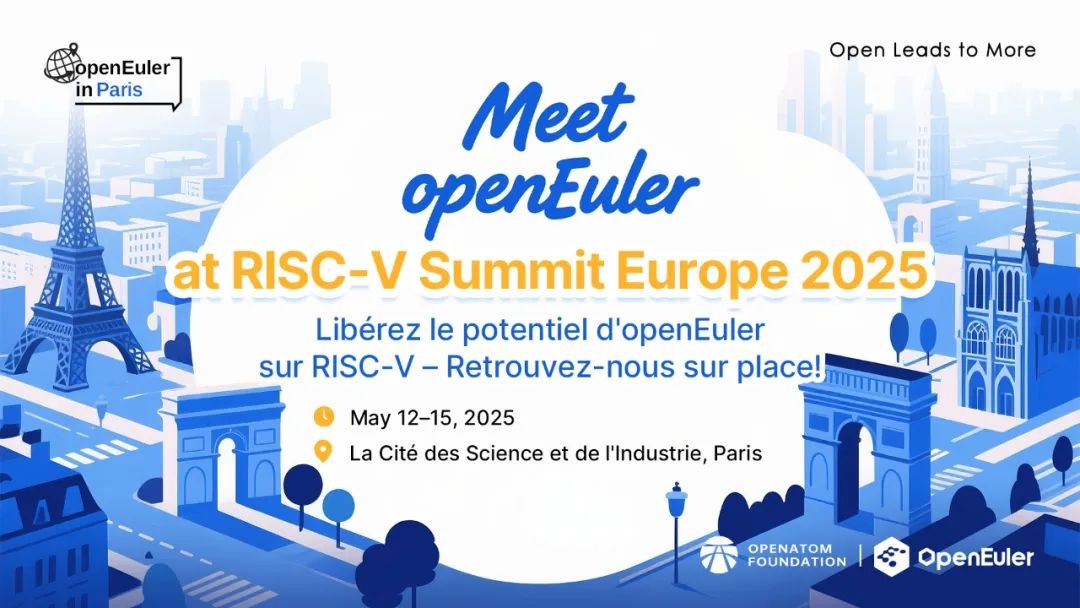 openEuler
in Paris
Open Leads to More
Meet
openEuler
at RISC-V Summit Europe 2025
Libérez le potentiel d'openEuler
sur RISC-V – Retrouvez-nous sur place!
May 12–15, 2025
La Cité des Science et de l'Industrie, Paris
OPENATOM
FOUNDATION
OpenEuler